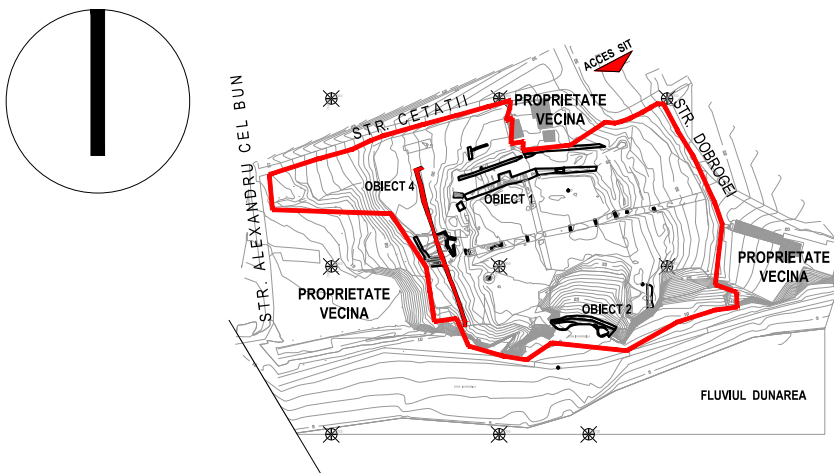 ACCES SIT
STR. CETATII
PROPRIETATE
VECINA
STR. DOBROGEI
STR. ALEXANDRU CEL BUN
OBIECT 4
OBIECT 1
PROPRIETATE
VECINA
PROPRIETATE
VECINA
OBIECT 2
FLUVIUL DUNAREA